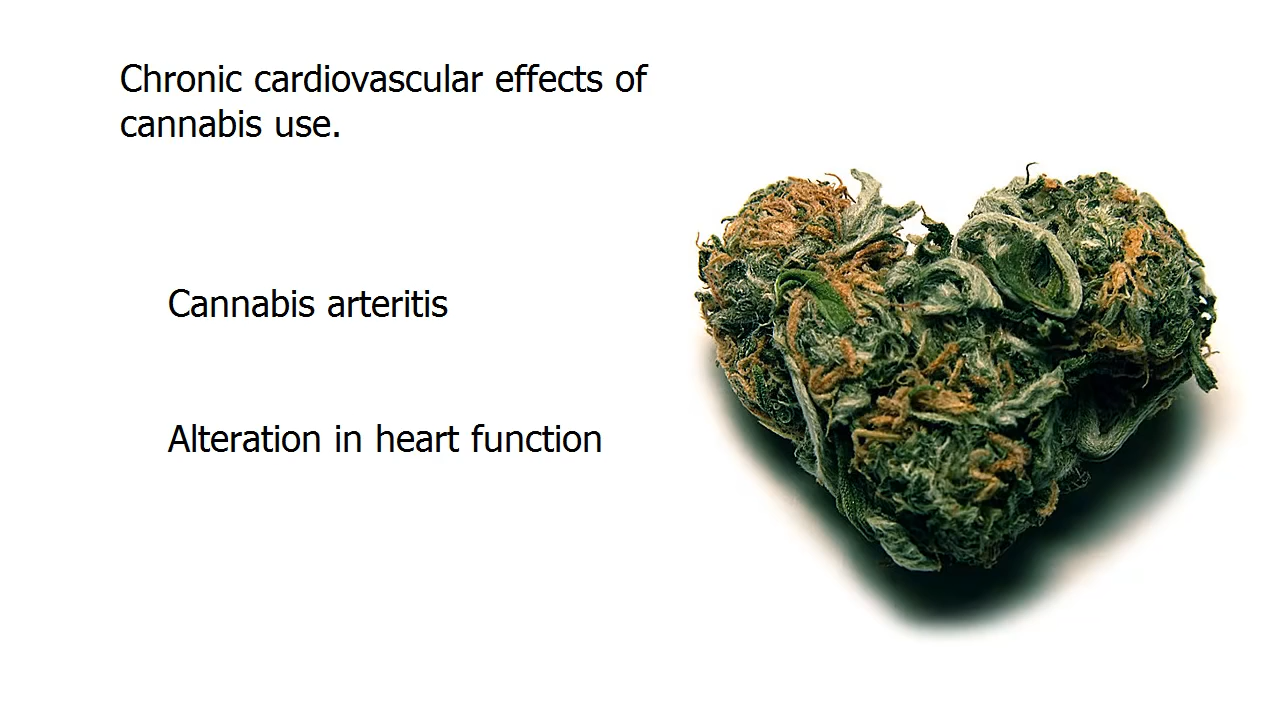 Chronic cardiovascular effects of
cannabis use.
Cannabis arteritis
Alteration in heart function